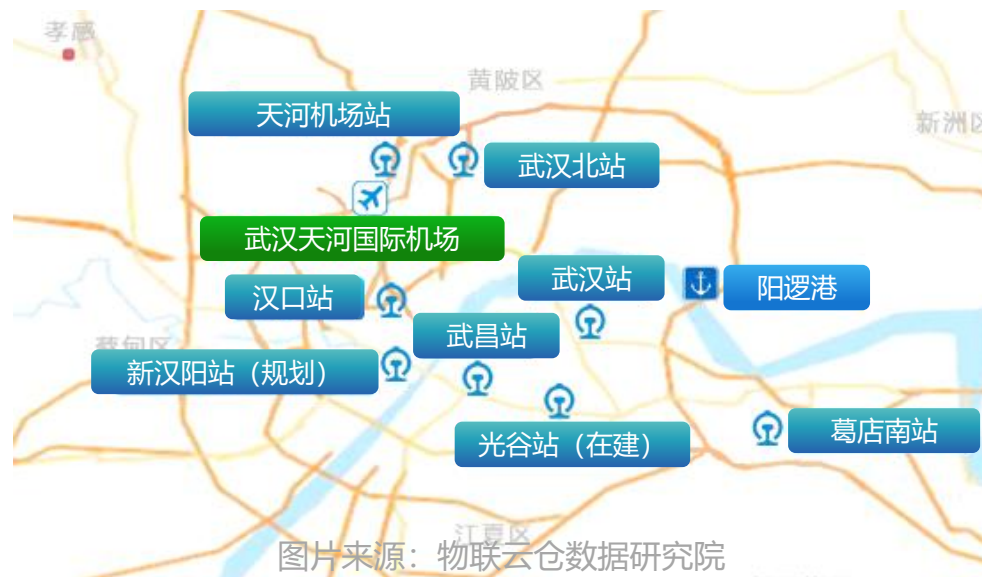 孝感
黄陂区
天河机场站
新洲区
武汉北站
武汉天河国际机场
武汉站
阳逻港
汉口站
武昌站
蔡甸区
新汉阳站（规划）
光谷站（在建）
葛店南站
江夏区
图片来源：物联云仓数据研究院